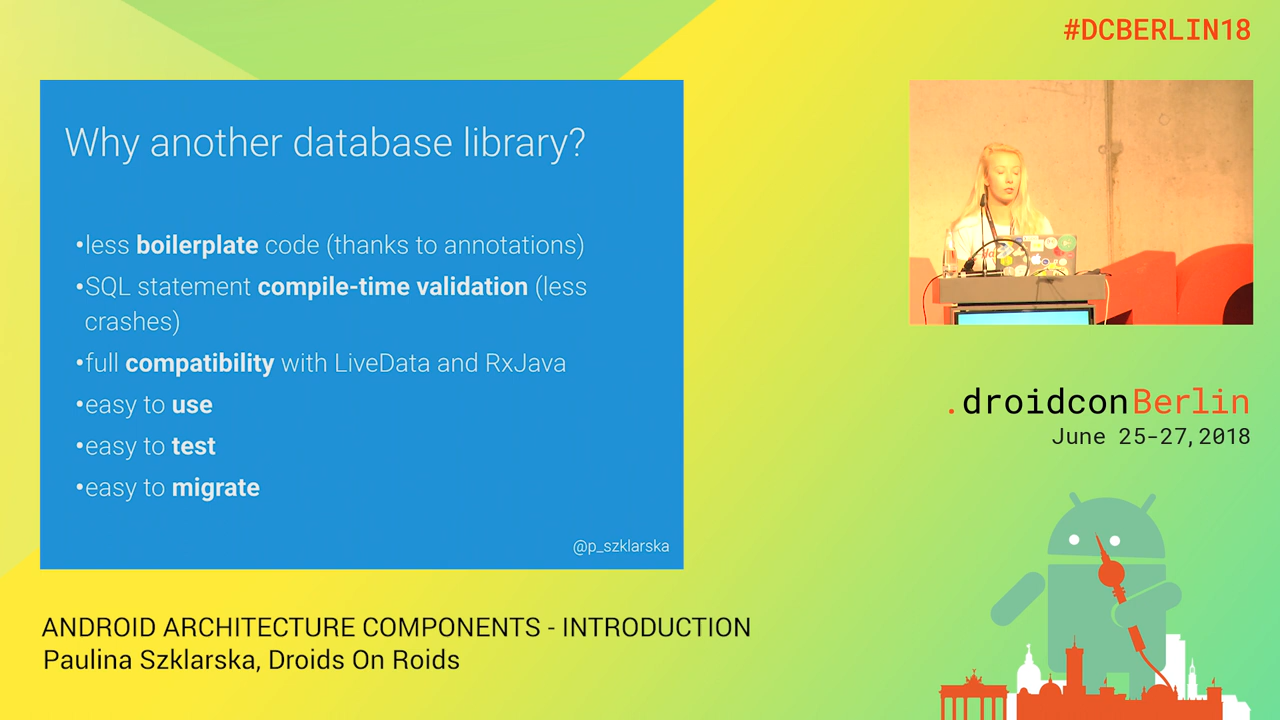 #DCBERLIN18
Why another database library?
•less boilerplate code (thanks to annotations)
•SQL statement compile-time validation (less
crashes)
•full compatibility with LiveData and RxJava
•easy to use
•easy to test
•easy to migrate
@p_szklarska
.droidconBerlin
June 25-27, 2018
ANDROID ARCHITECTURE COMPONENTS - INTRODUCTION
Paulina Szklarska, Droids On Roids